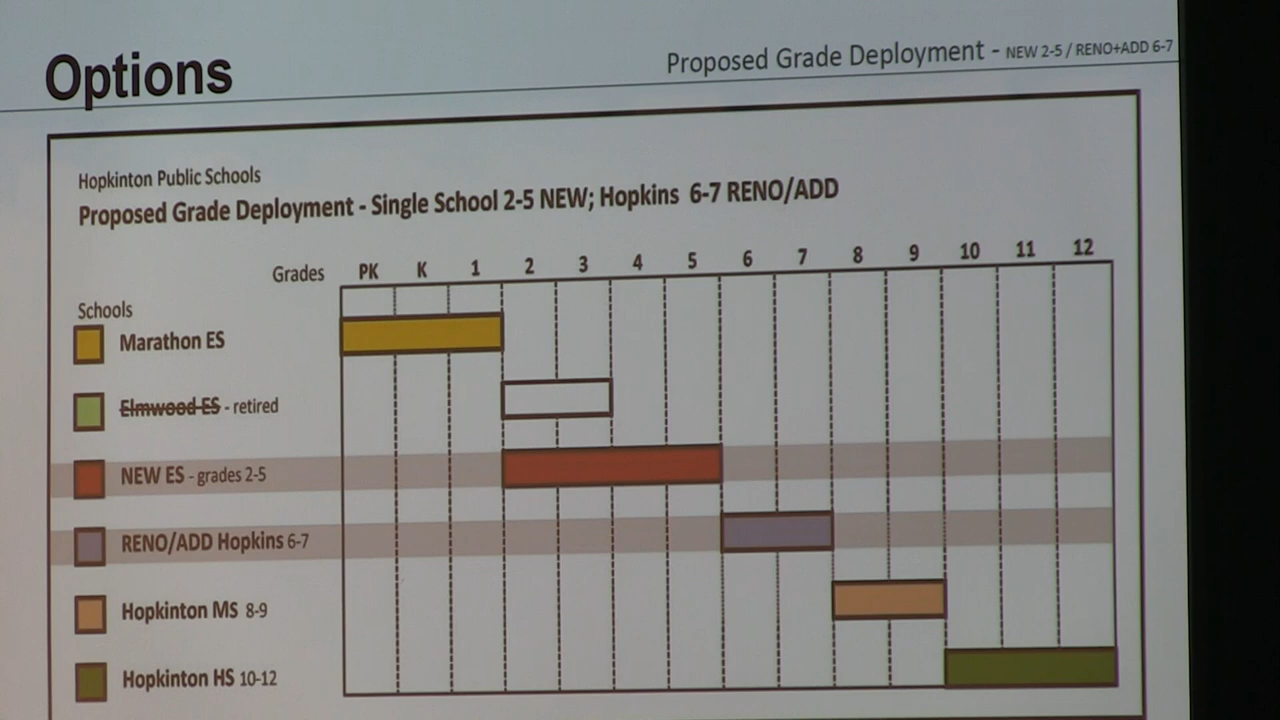 Options
Proposed Grade Deployment - NEW 2-5 / RENO+ADD 6-7
Hopkinton Public Schools
Proposed Grade Deployment - Single School 2-5 NEW; Hopkins 6-7 RENO/ADD
Grades PK K 1 2 3 4 5 6 7 8 9 10 11 12
Schools
Marathon ES
Elmwood ES - retired
NEW ES - grades 2-5
RENO/ADD Hopkins 6-7
Hopkinton MS 8-9
Hopkinton HS 10-12